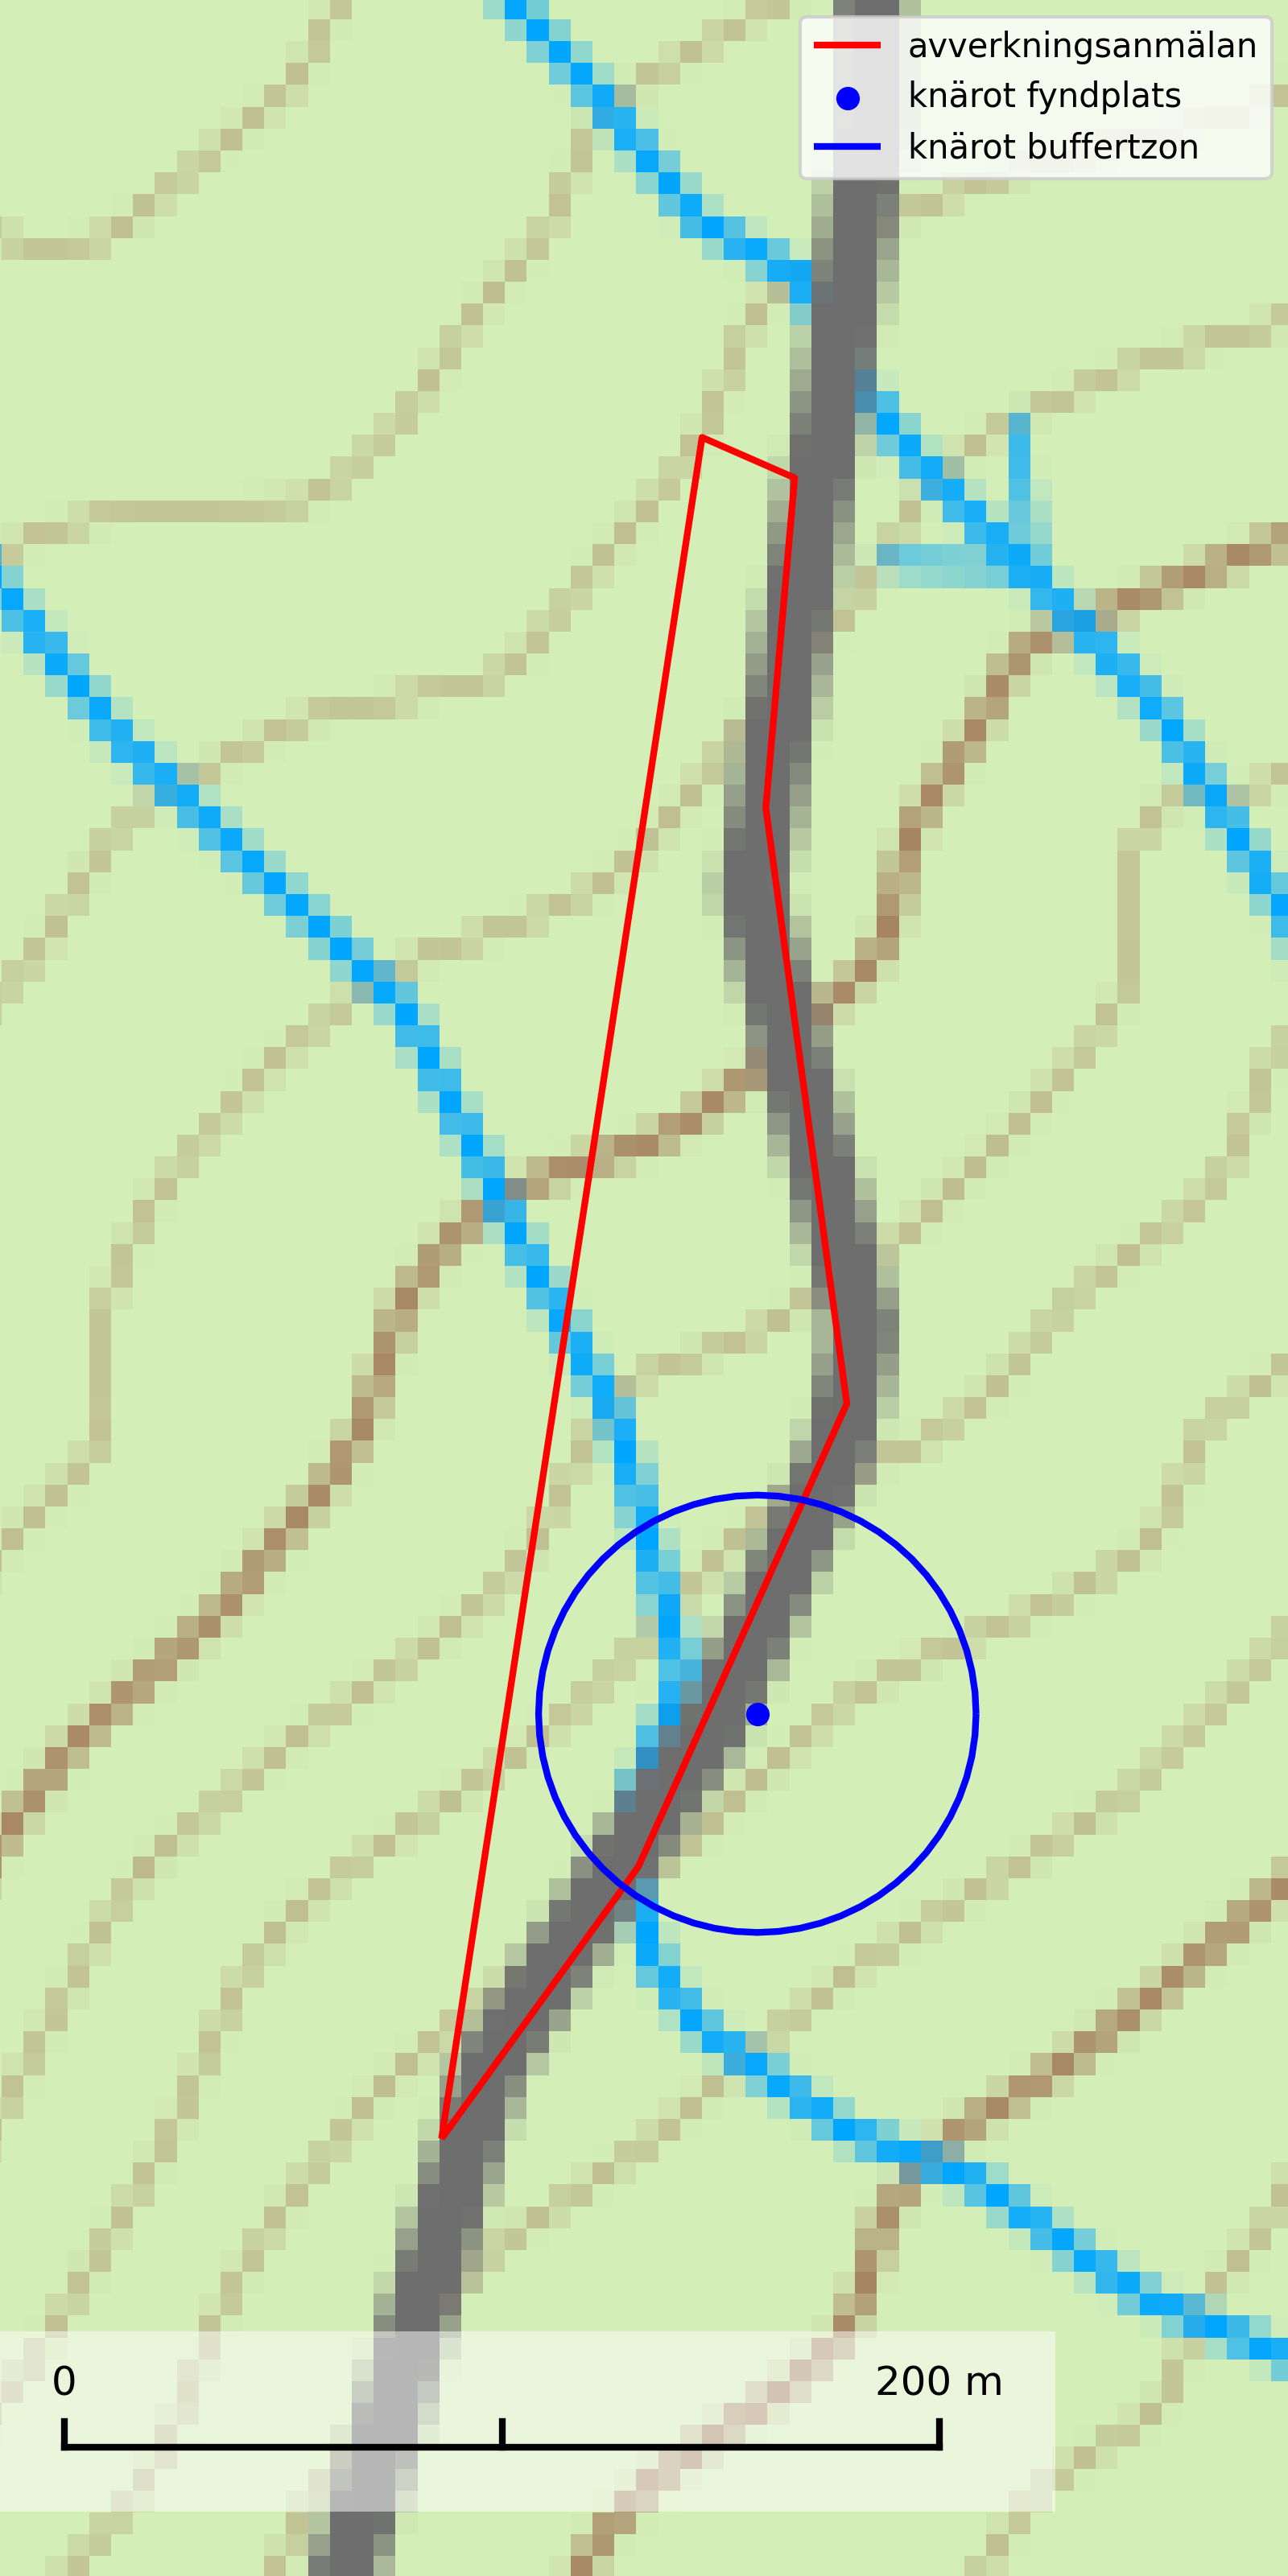 avverkningsanmälan
knärot fyndplats
knärot buffertzon
0 200 m